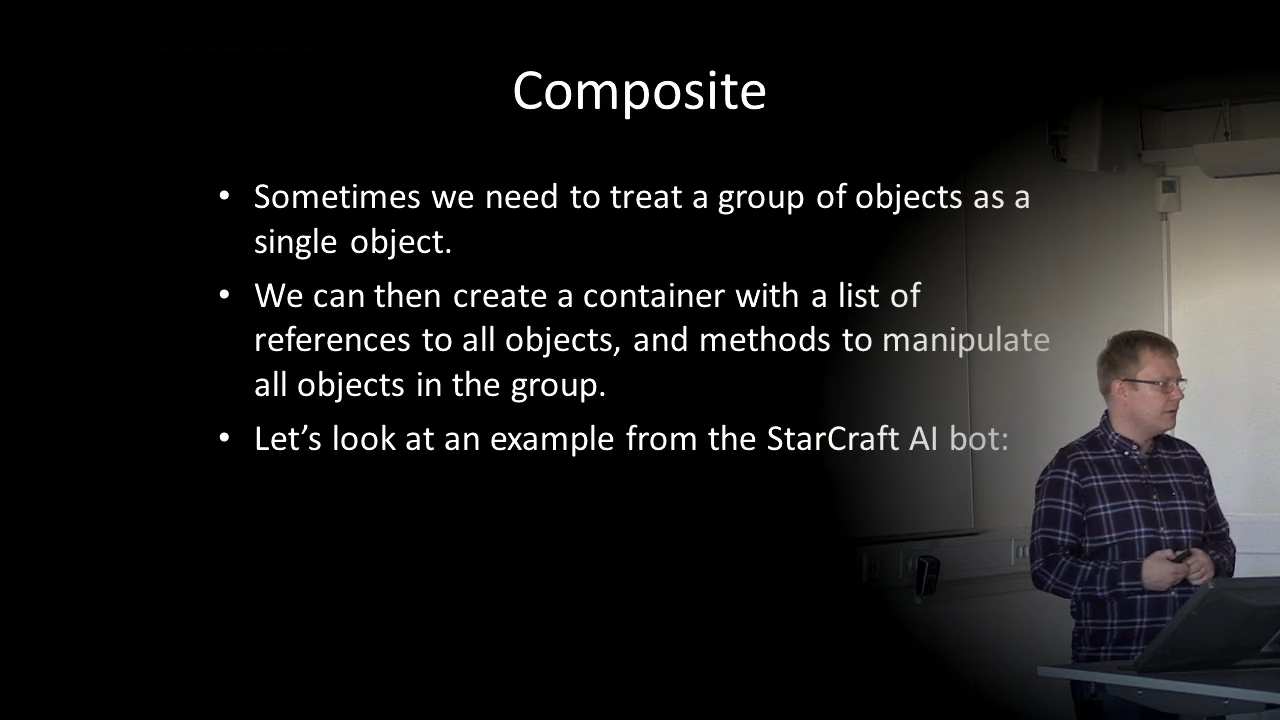 Composite
• Sometimes we need to treat a group of objects as a
single object.
• We can then create a container with a list of
references to all objects, and methods to manipulate
all objects in the group.
• Let’s look at an example from the StarCraft AI bot: